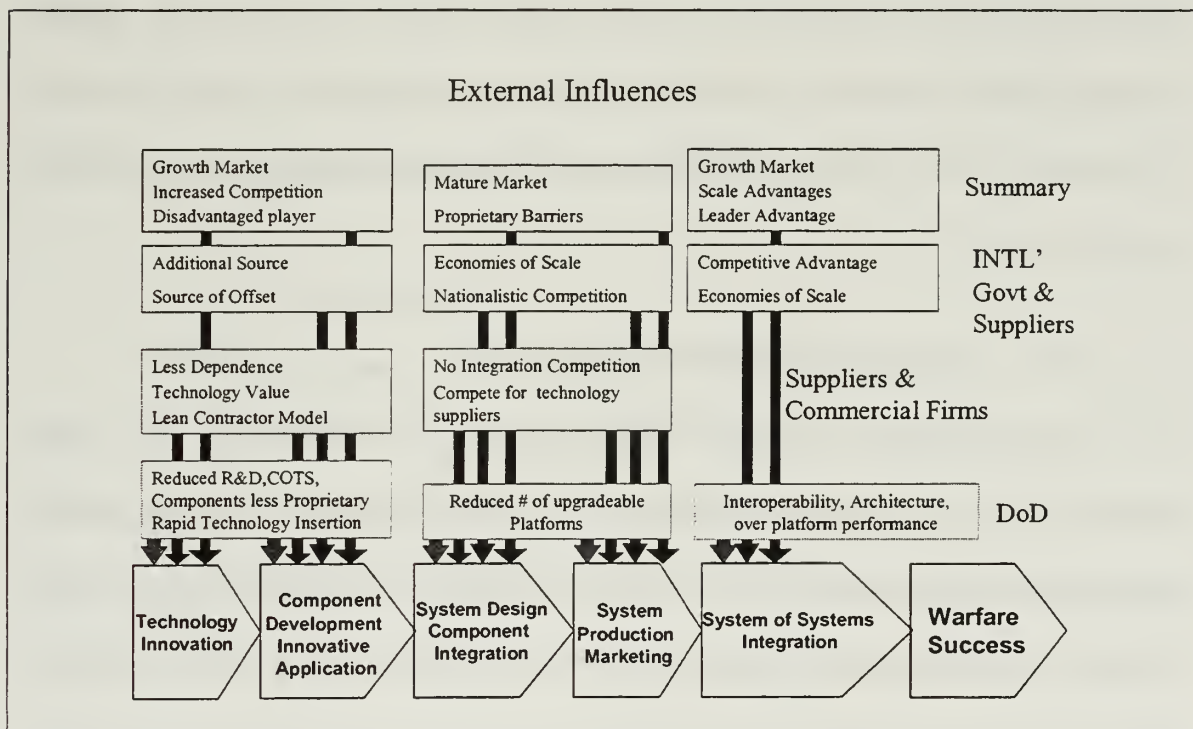 External Influences
Growth Market
Increased Competition
Disadvantaged player
Mature Market
Proprietary Barriers
Growth Market
Scale Advantages
Leader Advantage
Summary
Additional Source
Source of Offset
Economies of Scale
Nationalistic Competition
Competitive Advantage
Economies of Scale
INTL'
Govt &
Suppliers
Less Dependence
Technology Value
Lean Contractor Model
No Integration Competition
Compete for technology
suppliers
Suppliers &
Commercial Firms
Reduced R&D,COTS,
Components less Proprietary
Rapid Technology Insertion
Reduced # of upgradeable
Platforms
Interoperability, Architecture,
over platform performance
DoD
Technology
Innovation
Component
Development
Innovative
Application
System Design
Component
Integration
System
Production
Marketing
System of Systems
Integration
Warfare
Success